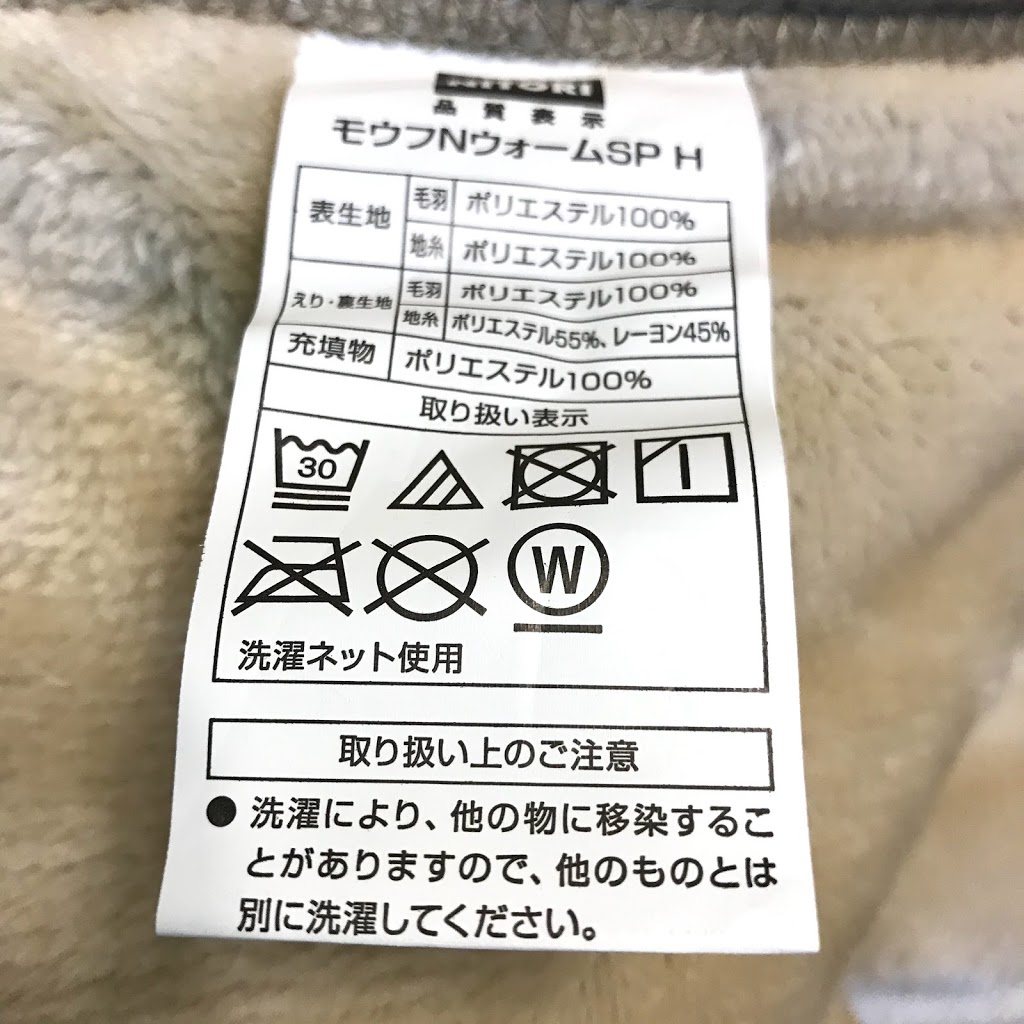 NITORI
品質表示
モウフNウォームSP H
表生地 毛羽 ポリエステル100%
地糸 ポリエステル100%
えり・裏生地 毛羽 ポリエステル100%
地糸 ポリエステル55%、レーヨン45%
充填物 ポリエステル100%
取り扱い表示
30
W
洗濯ネット使用
取り扱い上のご注意
● 洗濯により、他の物に移染するこ
とがありますので、他のものとは
別に洗濯してください。